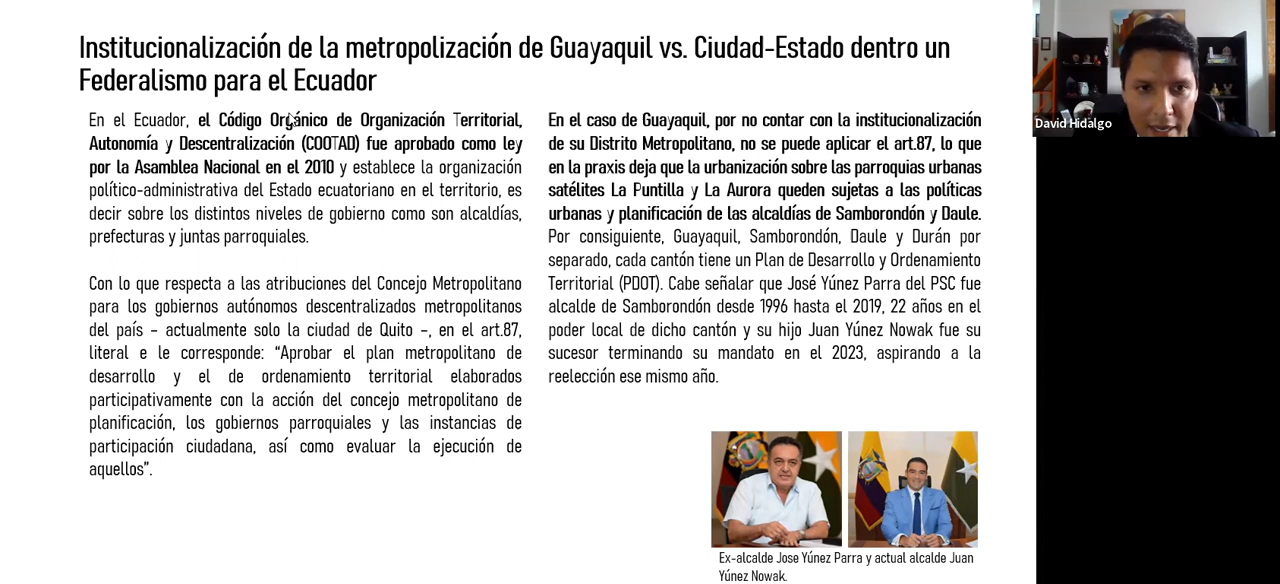 Institucionalización de la metropolización de Guayaquil vs. Ciudad-Estado dentro un
Federalismo para el Ecuador
En el Ecuador, el Código Orgánico de Organización Territorial,
Autonomía y Descentralización (COOTAD) fue aprobado como ley
por la Asamblea Nacional en el 2010 y establece la organización
político-administrativa del Estado ecuatoriano en el territorio, es
decir sobre los distintos niveles de gobierno como son alcaldías,
prefecturas y juntas parroquiales.
Con lo que respecta a las atribuciones del Concejo Metropolitano
para los gobiernos autónomos descentralizados metropolitanos
del país – actualmente solo la ciudad de Quito –, en el art.87,
literal e le corresponde: “Aprobar el plan metropolitano de
desarrollo y el de ordenamiento territorial elaborados
participativamente con la acción del concejo metropolitano de
planificación, los gobiernos parroquiales y las instancias de
participación ciudadana, así como evaluar la ejecución de
aquellos”.
En el caso de Guayaquil, por no contar con la institucionalización
de su Distrito Metropolitano, no se puede aplicar el art.87, lo que
en la praxis deja que la urbanización sobre las parroquias urbanas
satélites La Puntilla y La Aurora queden sujetas a las políticas
urbanas y planificación de las alcaldías de Samborondón y Daule.
Por consiguiente, Guayaquil, Samborondón, Daule y Durán por
separado, cada cantón tiene un Plan de Desarrollo y Ordenamiento
Territorial (PDOT). Cabe señalar que José Yúnez Parra del PSC fue
alcalde de Samborondón desde 1996 hasta el 2019, 22 años en el
poder local de dicho cantón y su hijo Juan Yúnez Nowak fue su
sucesor terminando su mandato en el 2023, aspirando a la
reelección ese mismo año.
Ex-alcalde Jose Yúnez Parra y actual alcalde Juan
Yúnez Nowak.
David Hidalgo